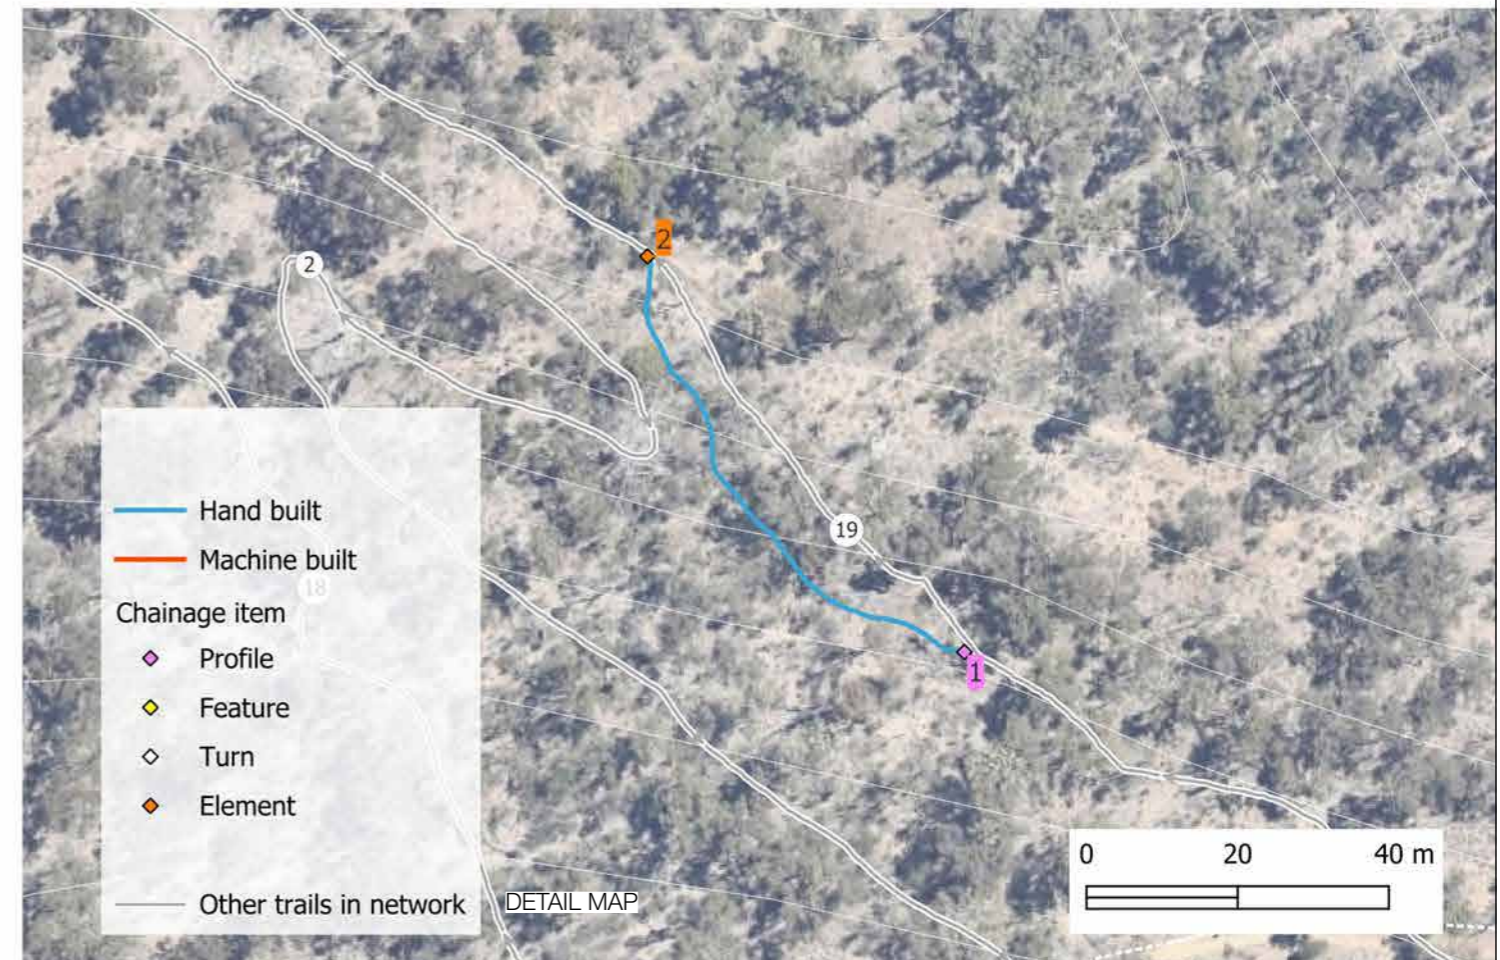 2
2
19
1
Hand built
Machine built
18
Chainage item
Profile
Feature
Turn
Element
Other trails in network
DETAIL MAP
0 20 40 m